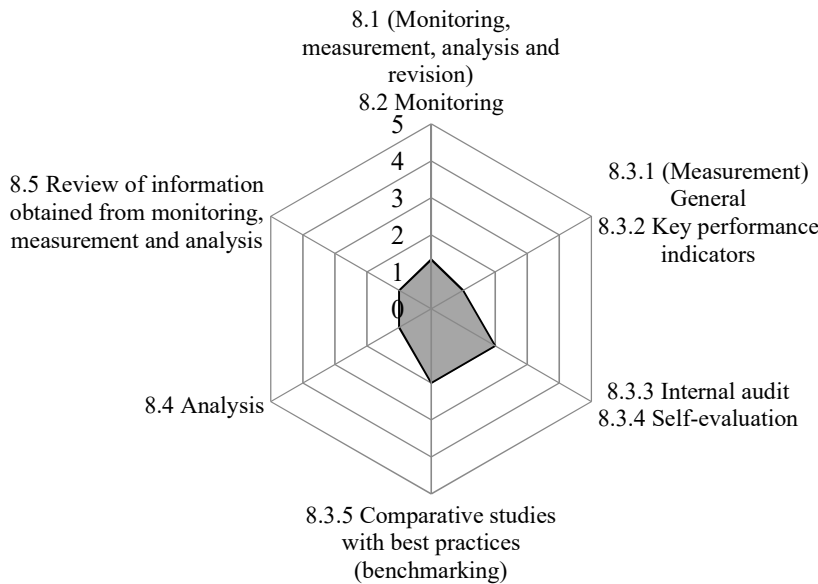 8.1 (Monitoring,
measurement, analysis and
revision)
8.2 Monitoring
5
4
3
2
1
0
8.3.1 (Measurement)
General
8.3.2 Key performance
indicators
8.3.3 Internal audit
8.3.4 Self-evaluation
8.3.5 Comparative studies
with best practices
(benchmarking)
8.4 Analysis
8.5 Review of information
obtained from monitoring,
measurement and analysis